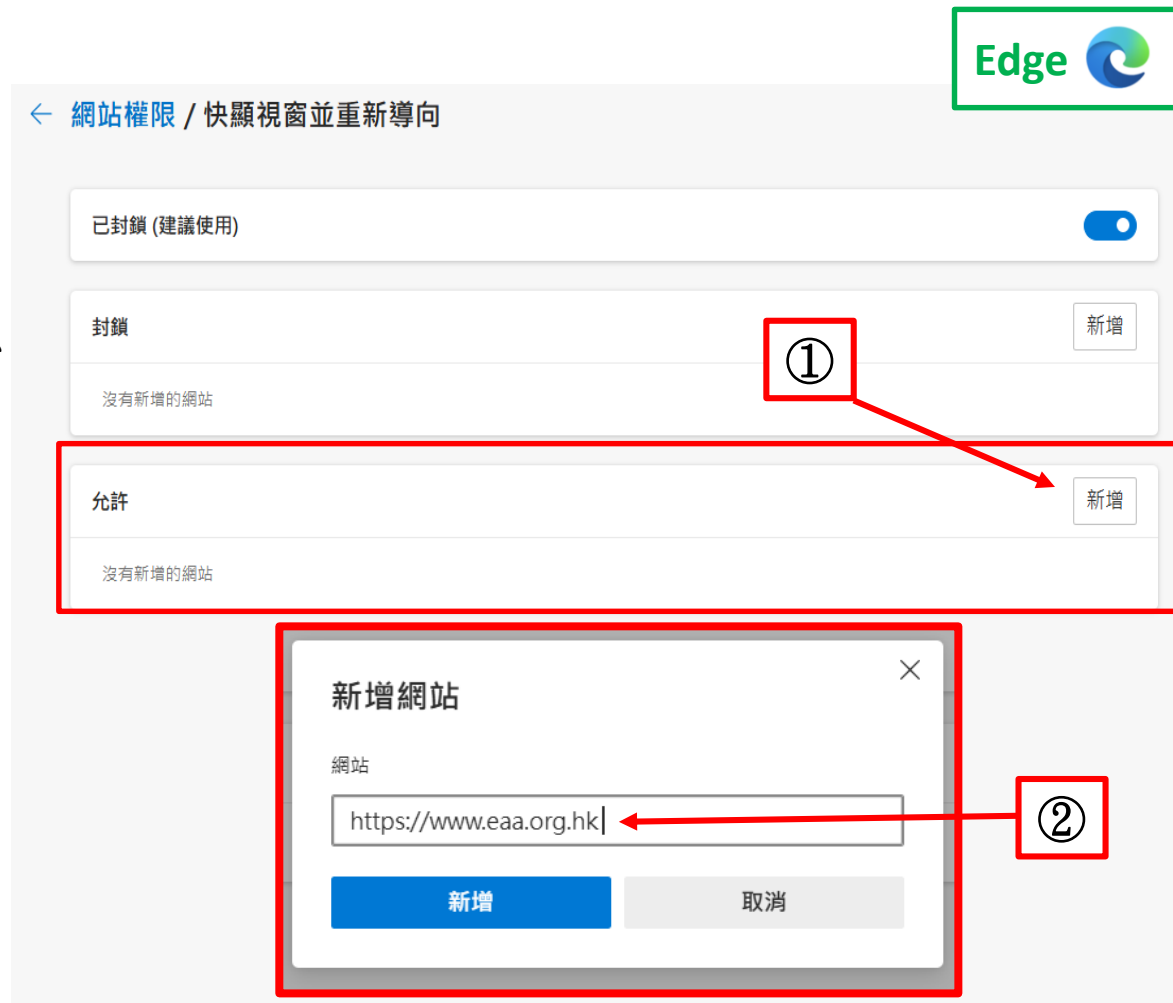 Edge
← 網站權限 / 快顯視窗並重新導向
已封鎖 (建議使用)
封鎖
新增
①
沒有新增的網站
允許
新增
沒有新增的網站
新增網站
網站
https://www.eaa.org.hk
②
新增
取消